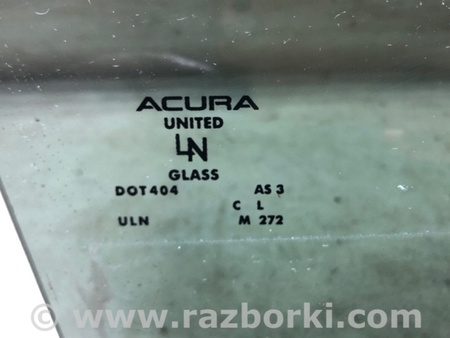 ACURA
UNITED
LN
GLASS
DOT404 AS 3
C L
ULN M 272
© www.razborki.com